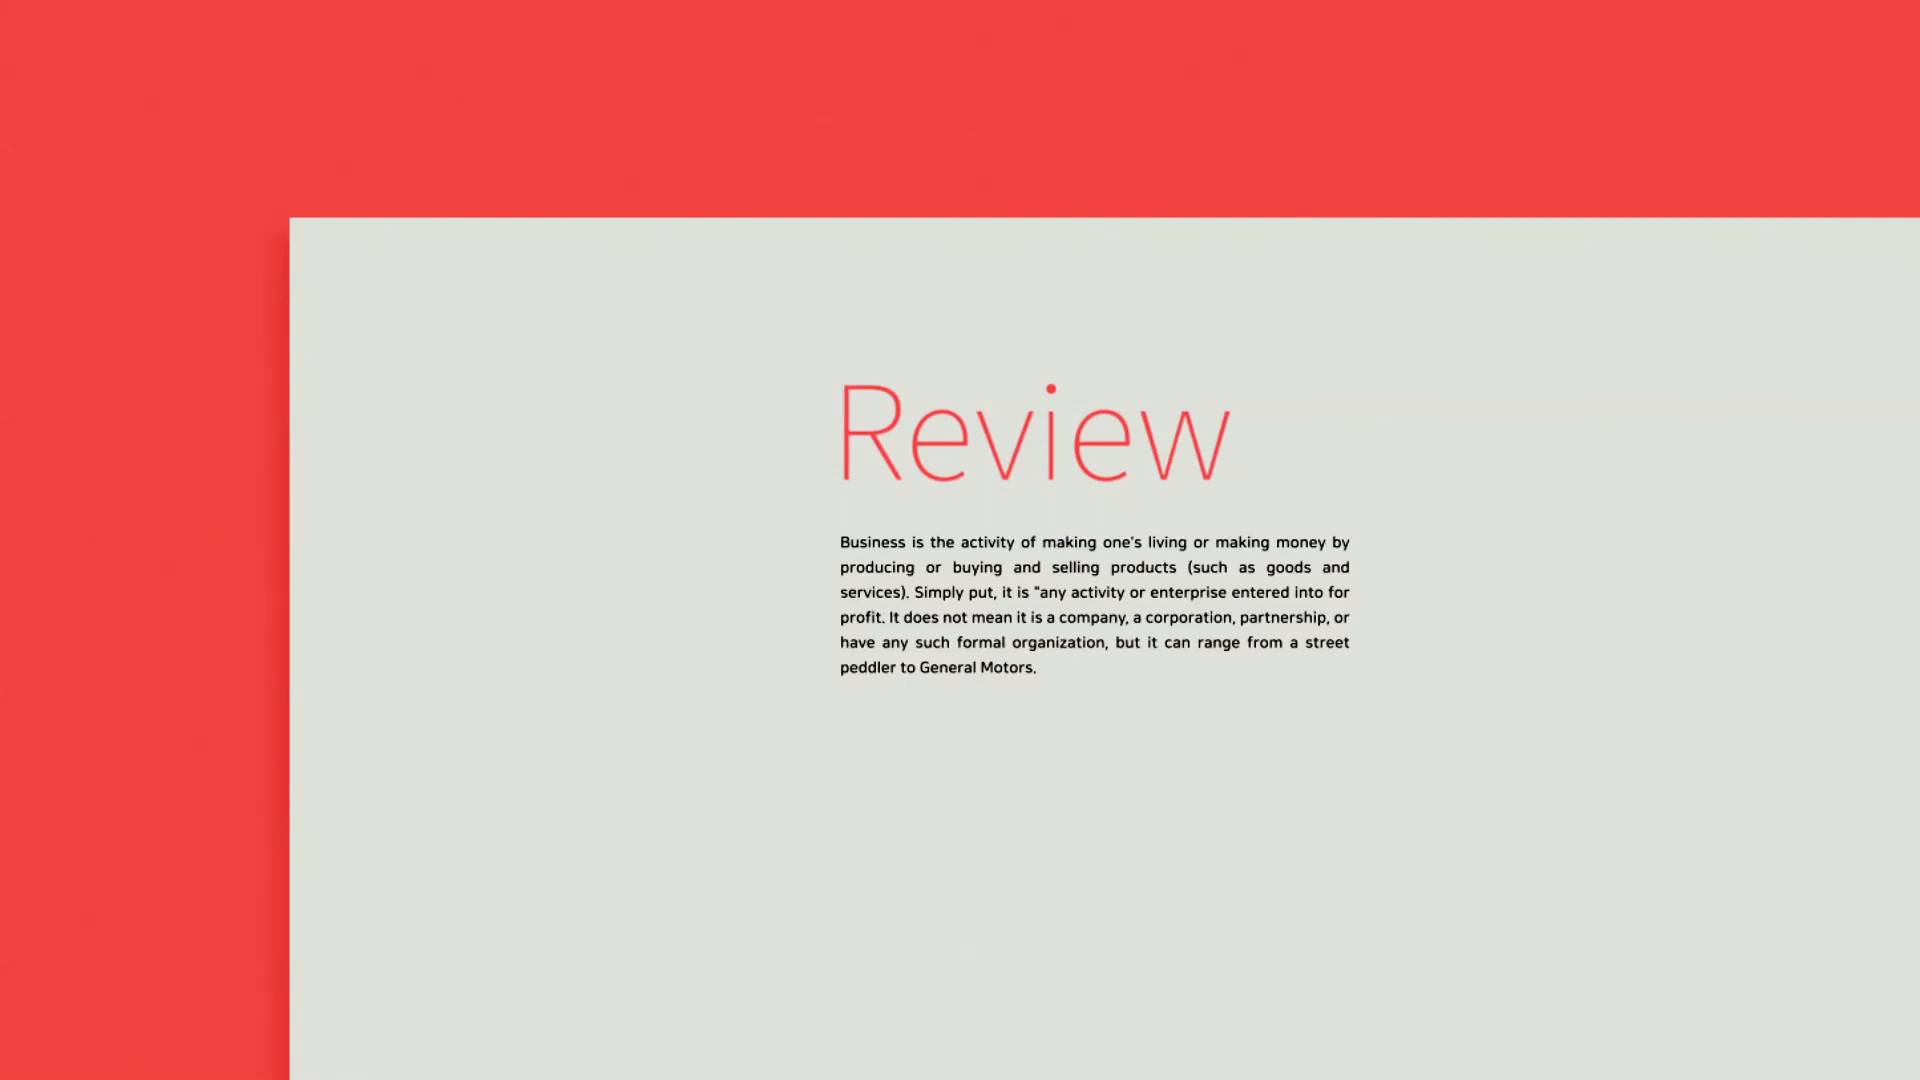 Review
Business is the activity of making one's living or making money by
producing or buying and selling products (such as goods and
services). Simply put, it is "any activity or enterprise entered into for
profit. It does not mean it is a company, a corporation, partnership, or
have any such formal organization, but it can range from a street
peddler to General Motors.